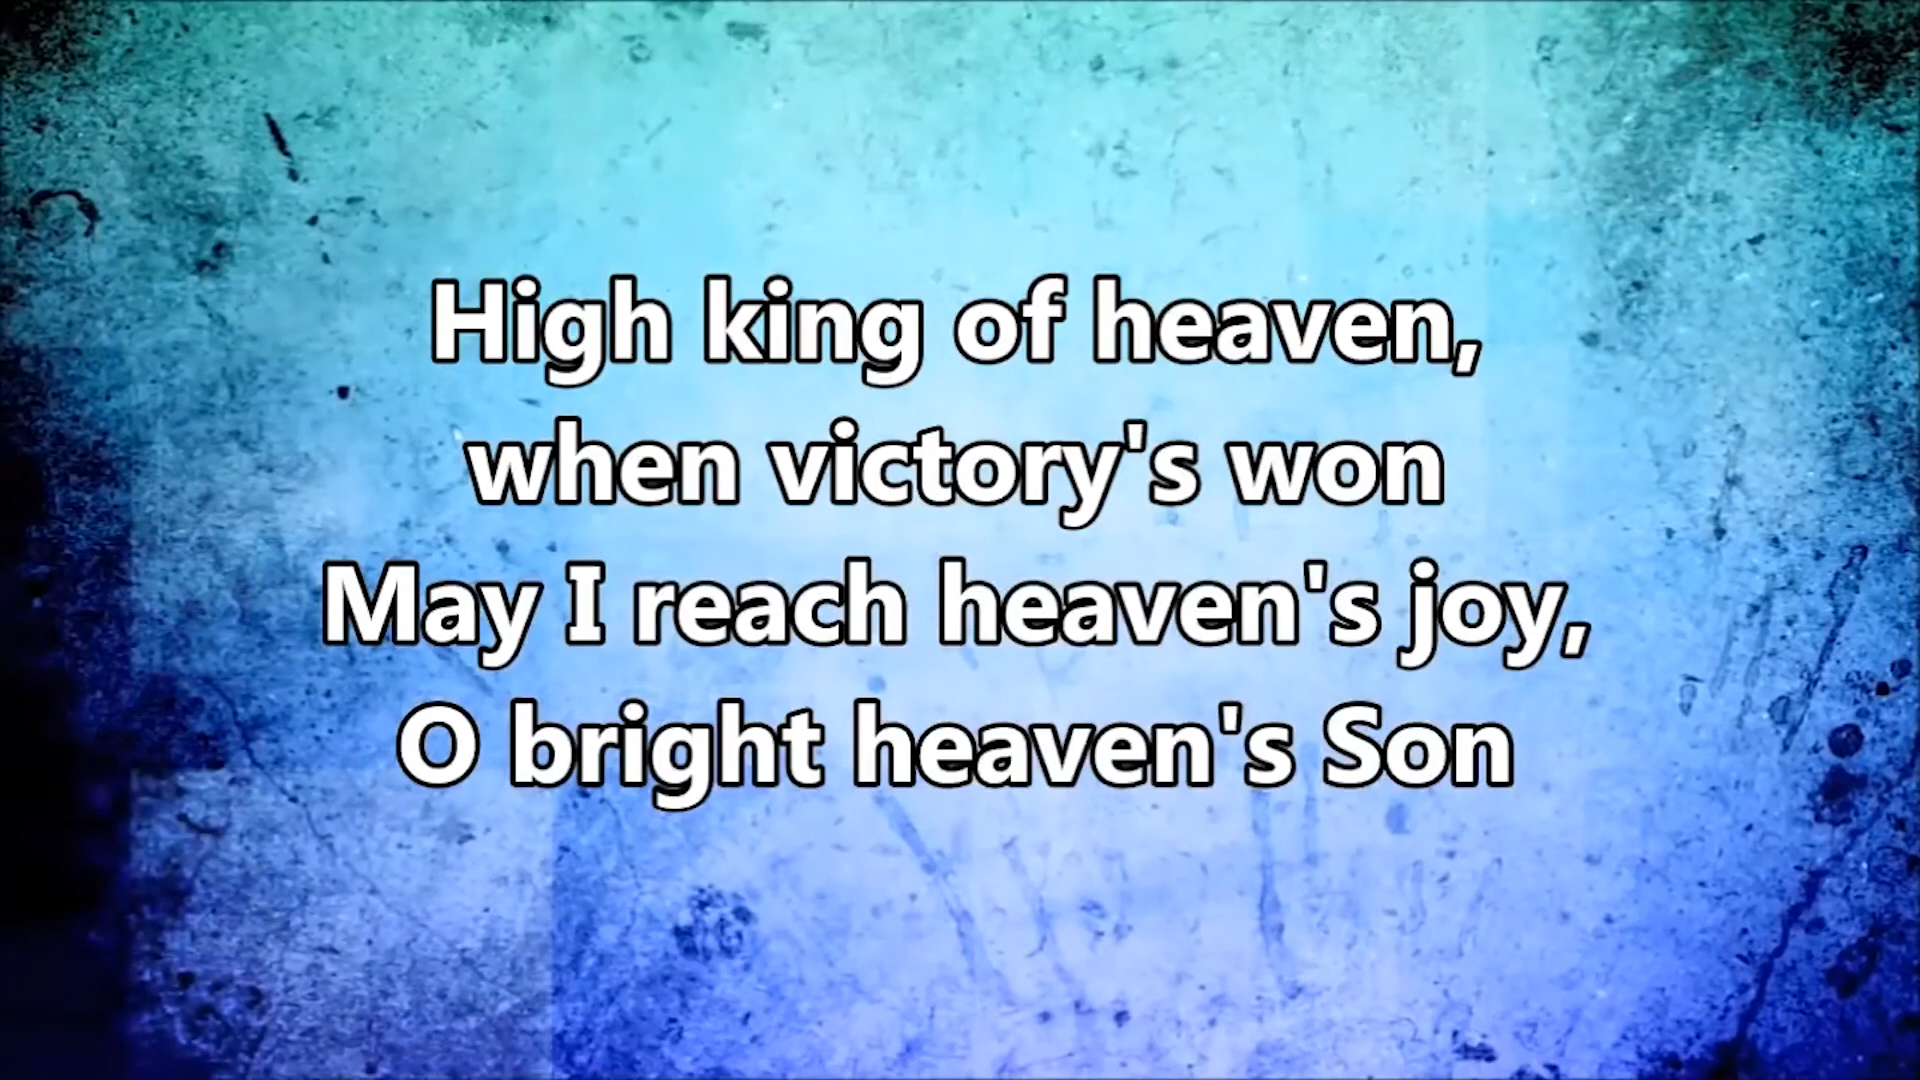 High king of heaven,
when victory's won
May I reach heaven's joy,
O bright heaven's Son